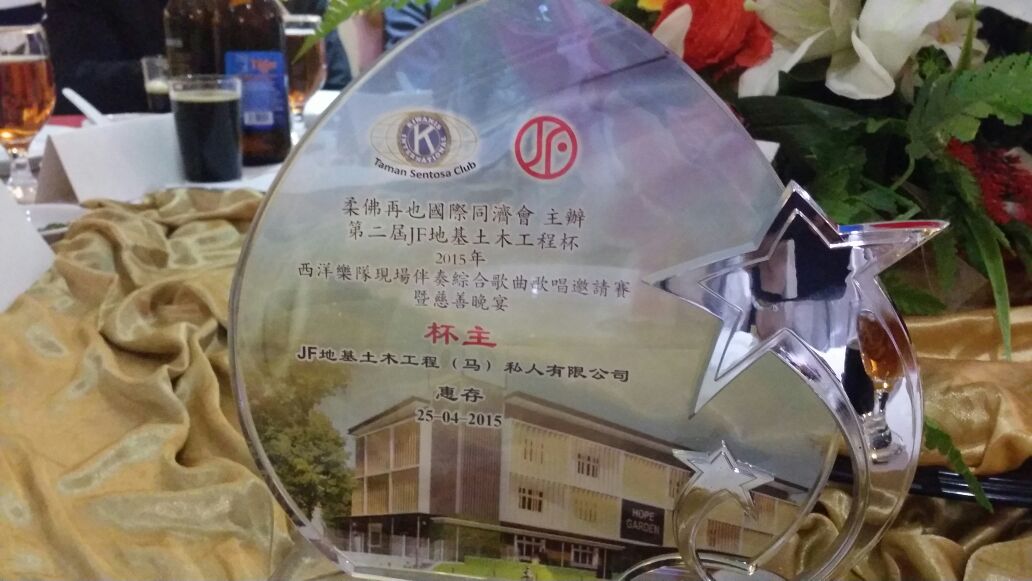 Tiger
KIWANIS
K
INTERNATIONAL
Taman Sentosa Club
JF
柔佛再也國際同濟會 主辦
第二屆JF地基土木工程杯
2015年
西洋樂隊現場伴奏綜合歌曲歌唱邀請賽
暨慈善晚宴
杯主
JF地基土木工程（马）私人有限公司
惠存
25-04-2015
HOPE
GARDEN